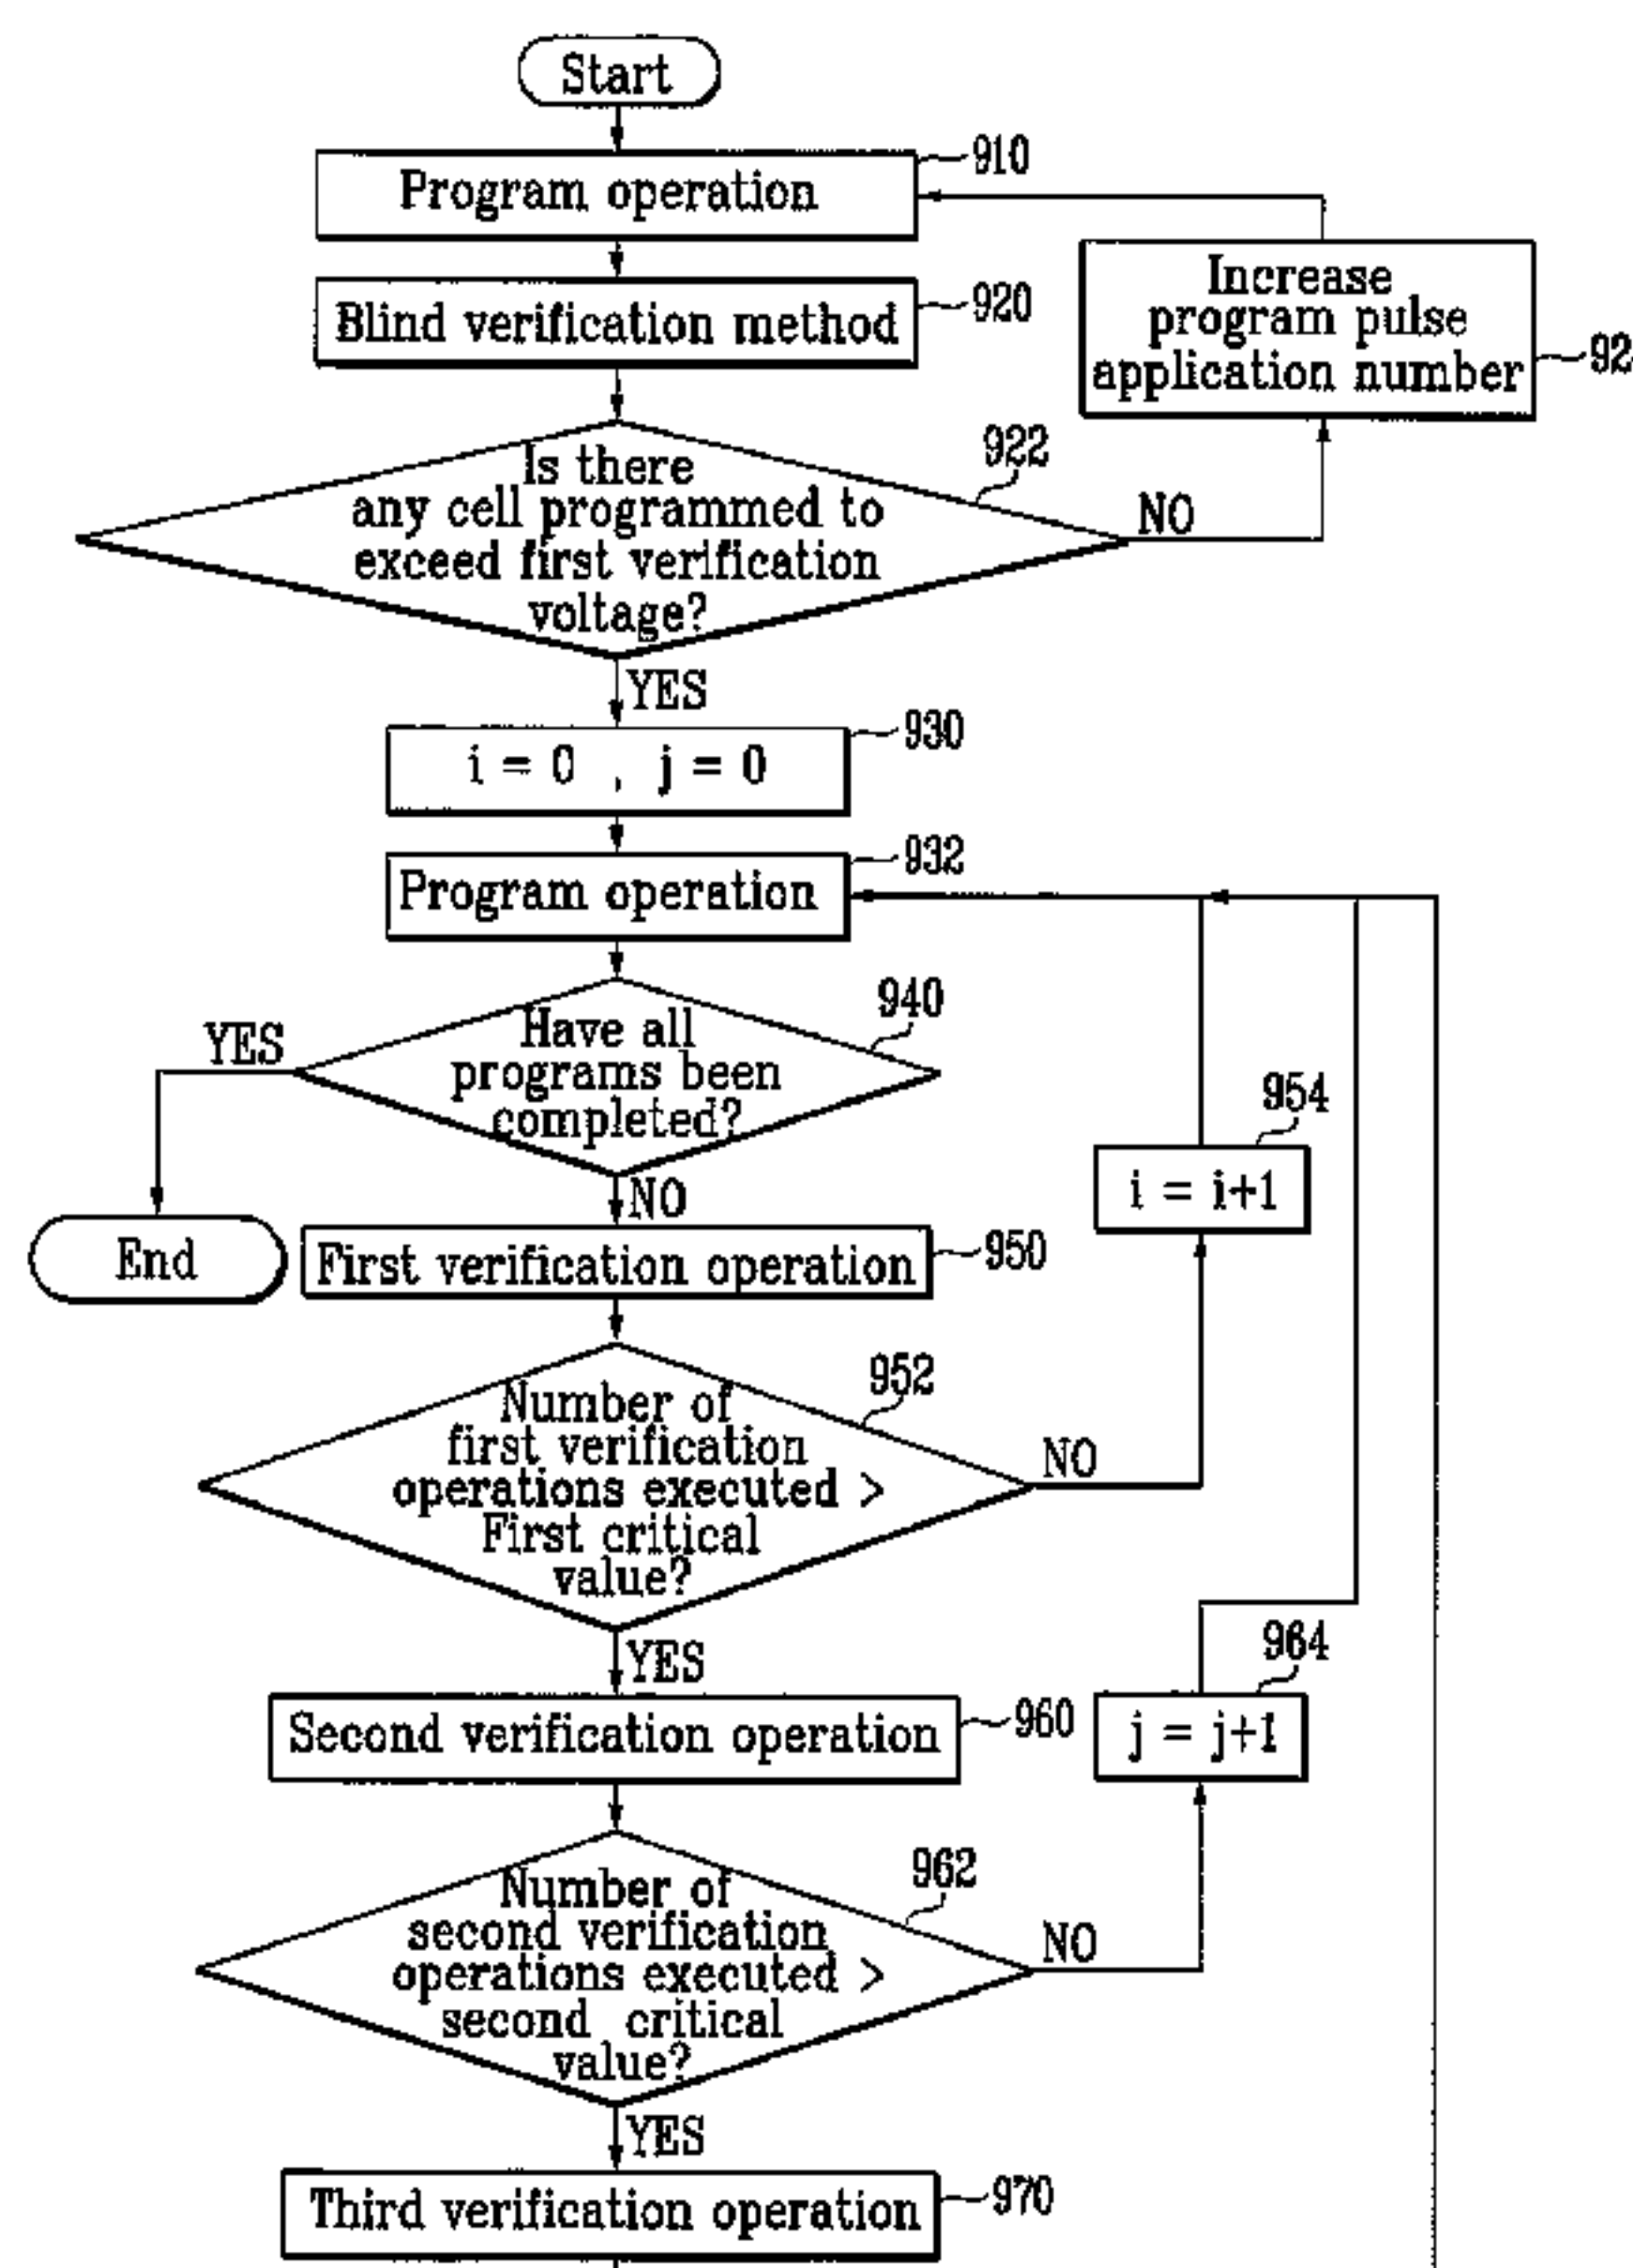 Start
Program operation
910
Blind verification method
920
Increase
program pulse
application number
92
Is there
any cell programmed to
exceed first verification
voltage?
922
NO
YES
i = 0 , j = 0
930
Program operation
932
Have all
programs been
completed?
940
YES
NO
End
First verification operation
950
954
i = i+1
Number of
first verification
operations executed >
First critical
value?
952
NO
YES
Second verification operation
960
964
j = j+1
Number of
second verification
operations executed >
second critical
value?
962
NO
YES
Third verification operation
970